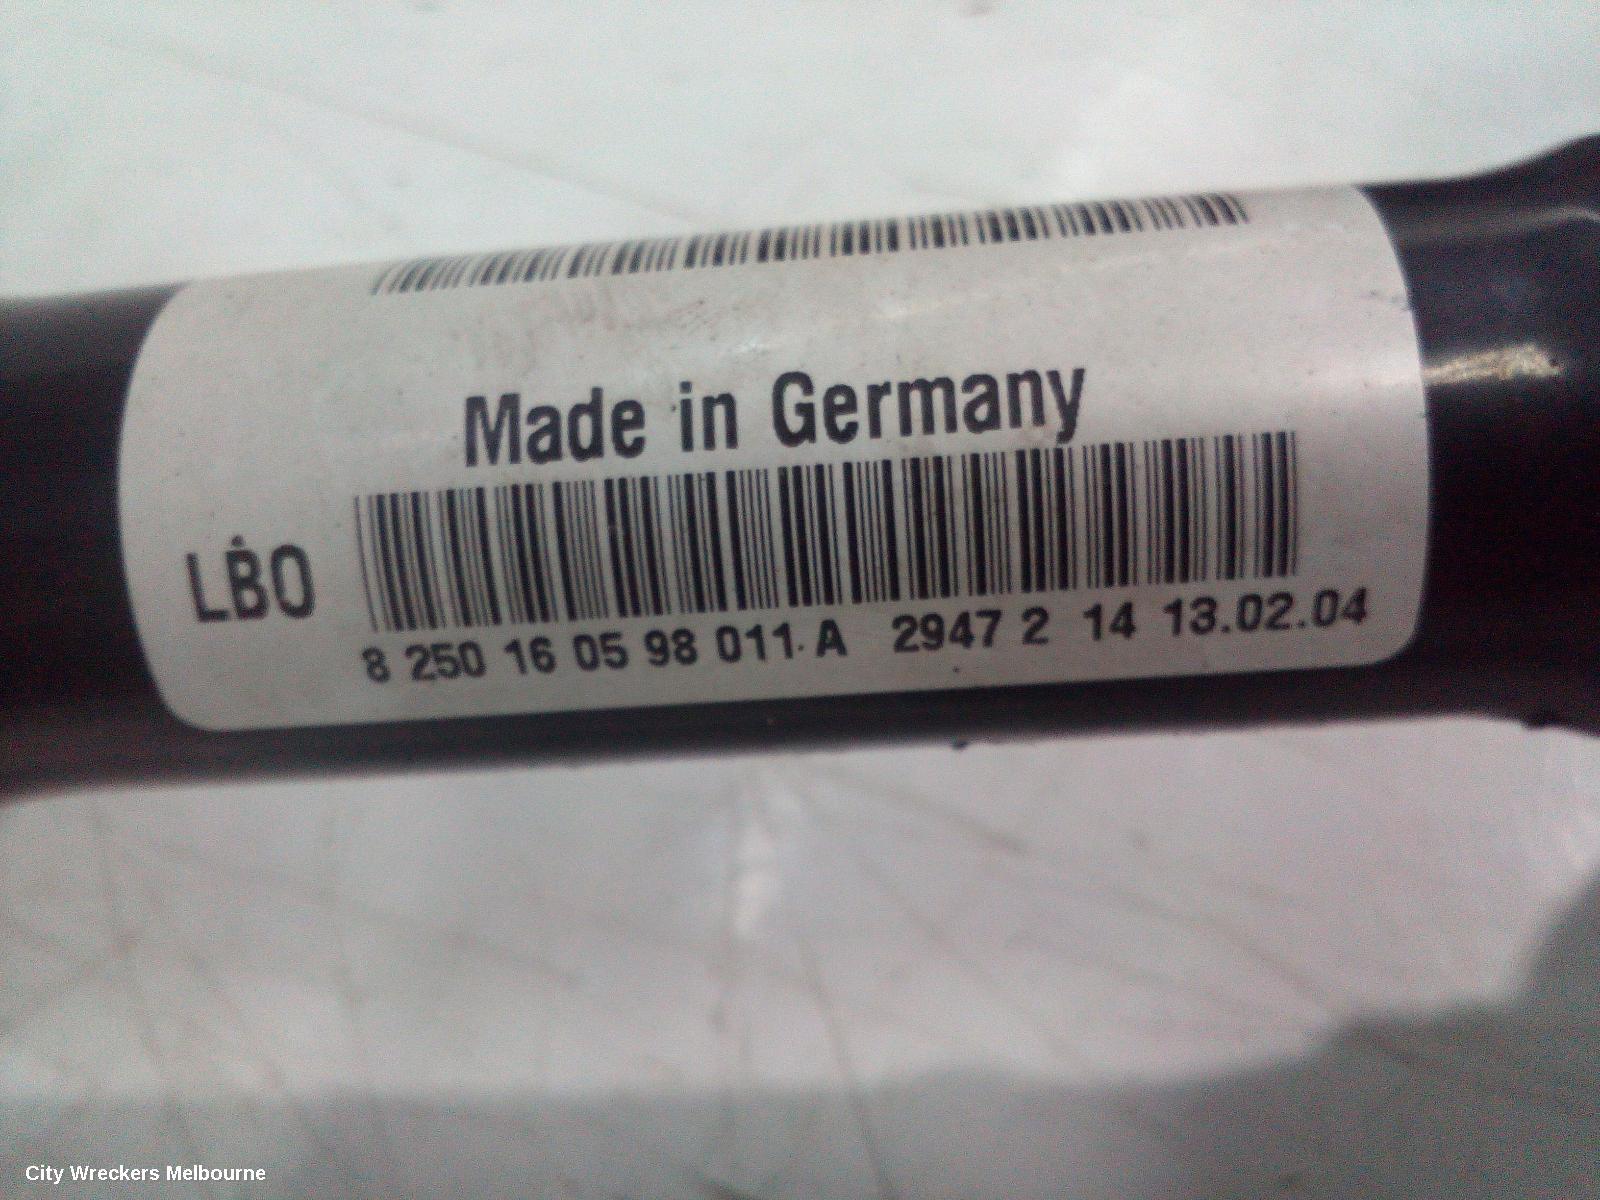 Made in Germany
LBO
8 250 16 05 98 011 A 2947 2 14 13.02.04
City Wreckers Melbourne